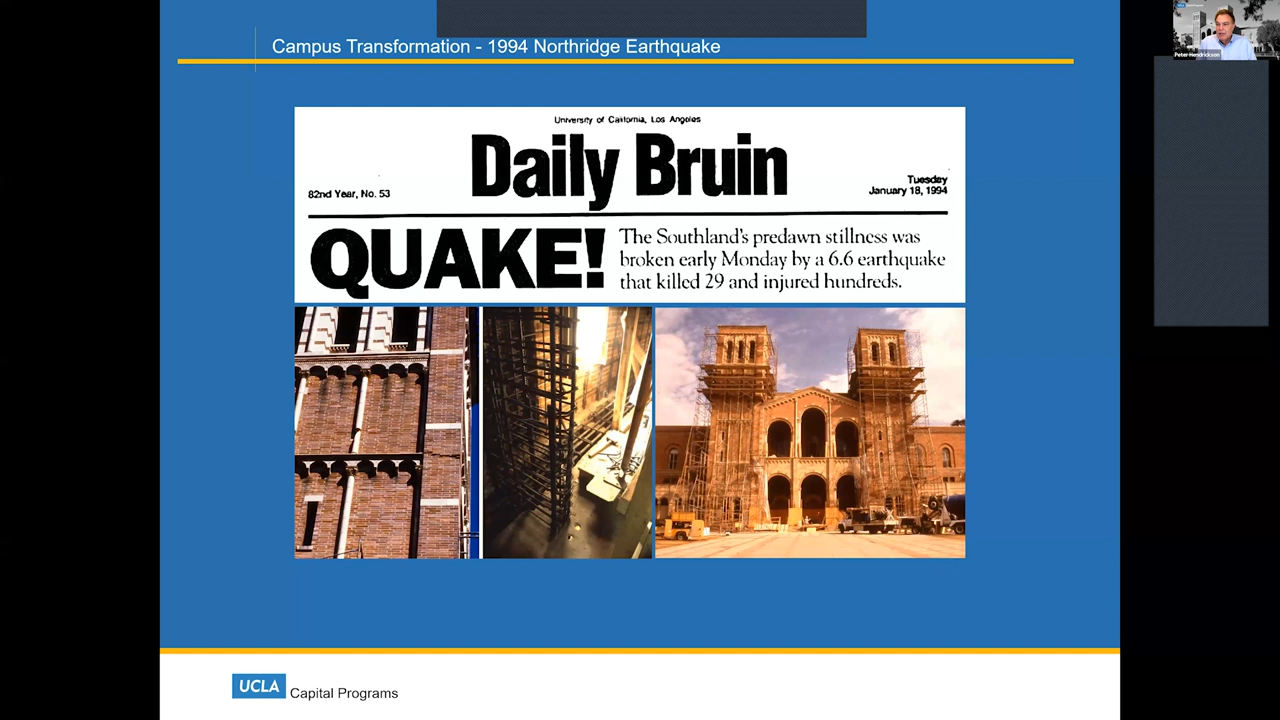 Campus Transformation - 1994 Northridge Earthquake
University of California, Los Angeles
Daily Bruin
82nd Year, No. 53
Tuesday
January 18, 1994
QUAKE!
The Southland's predawn stillness was
broken early Monday by a 6.6 earthquake
that killed 29 and injured hundreds.
UCLA Capital Programs
Peter Hendrickson